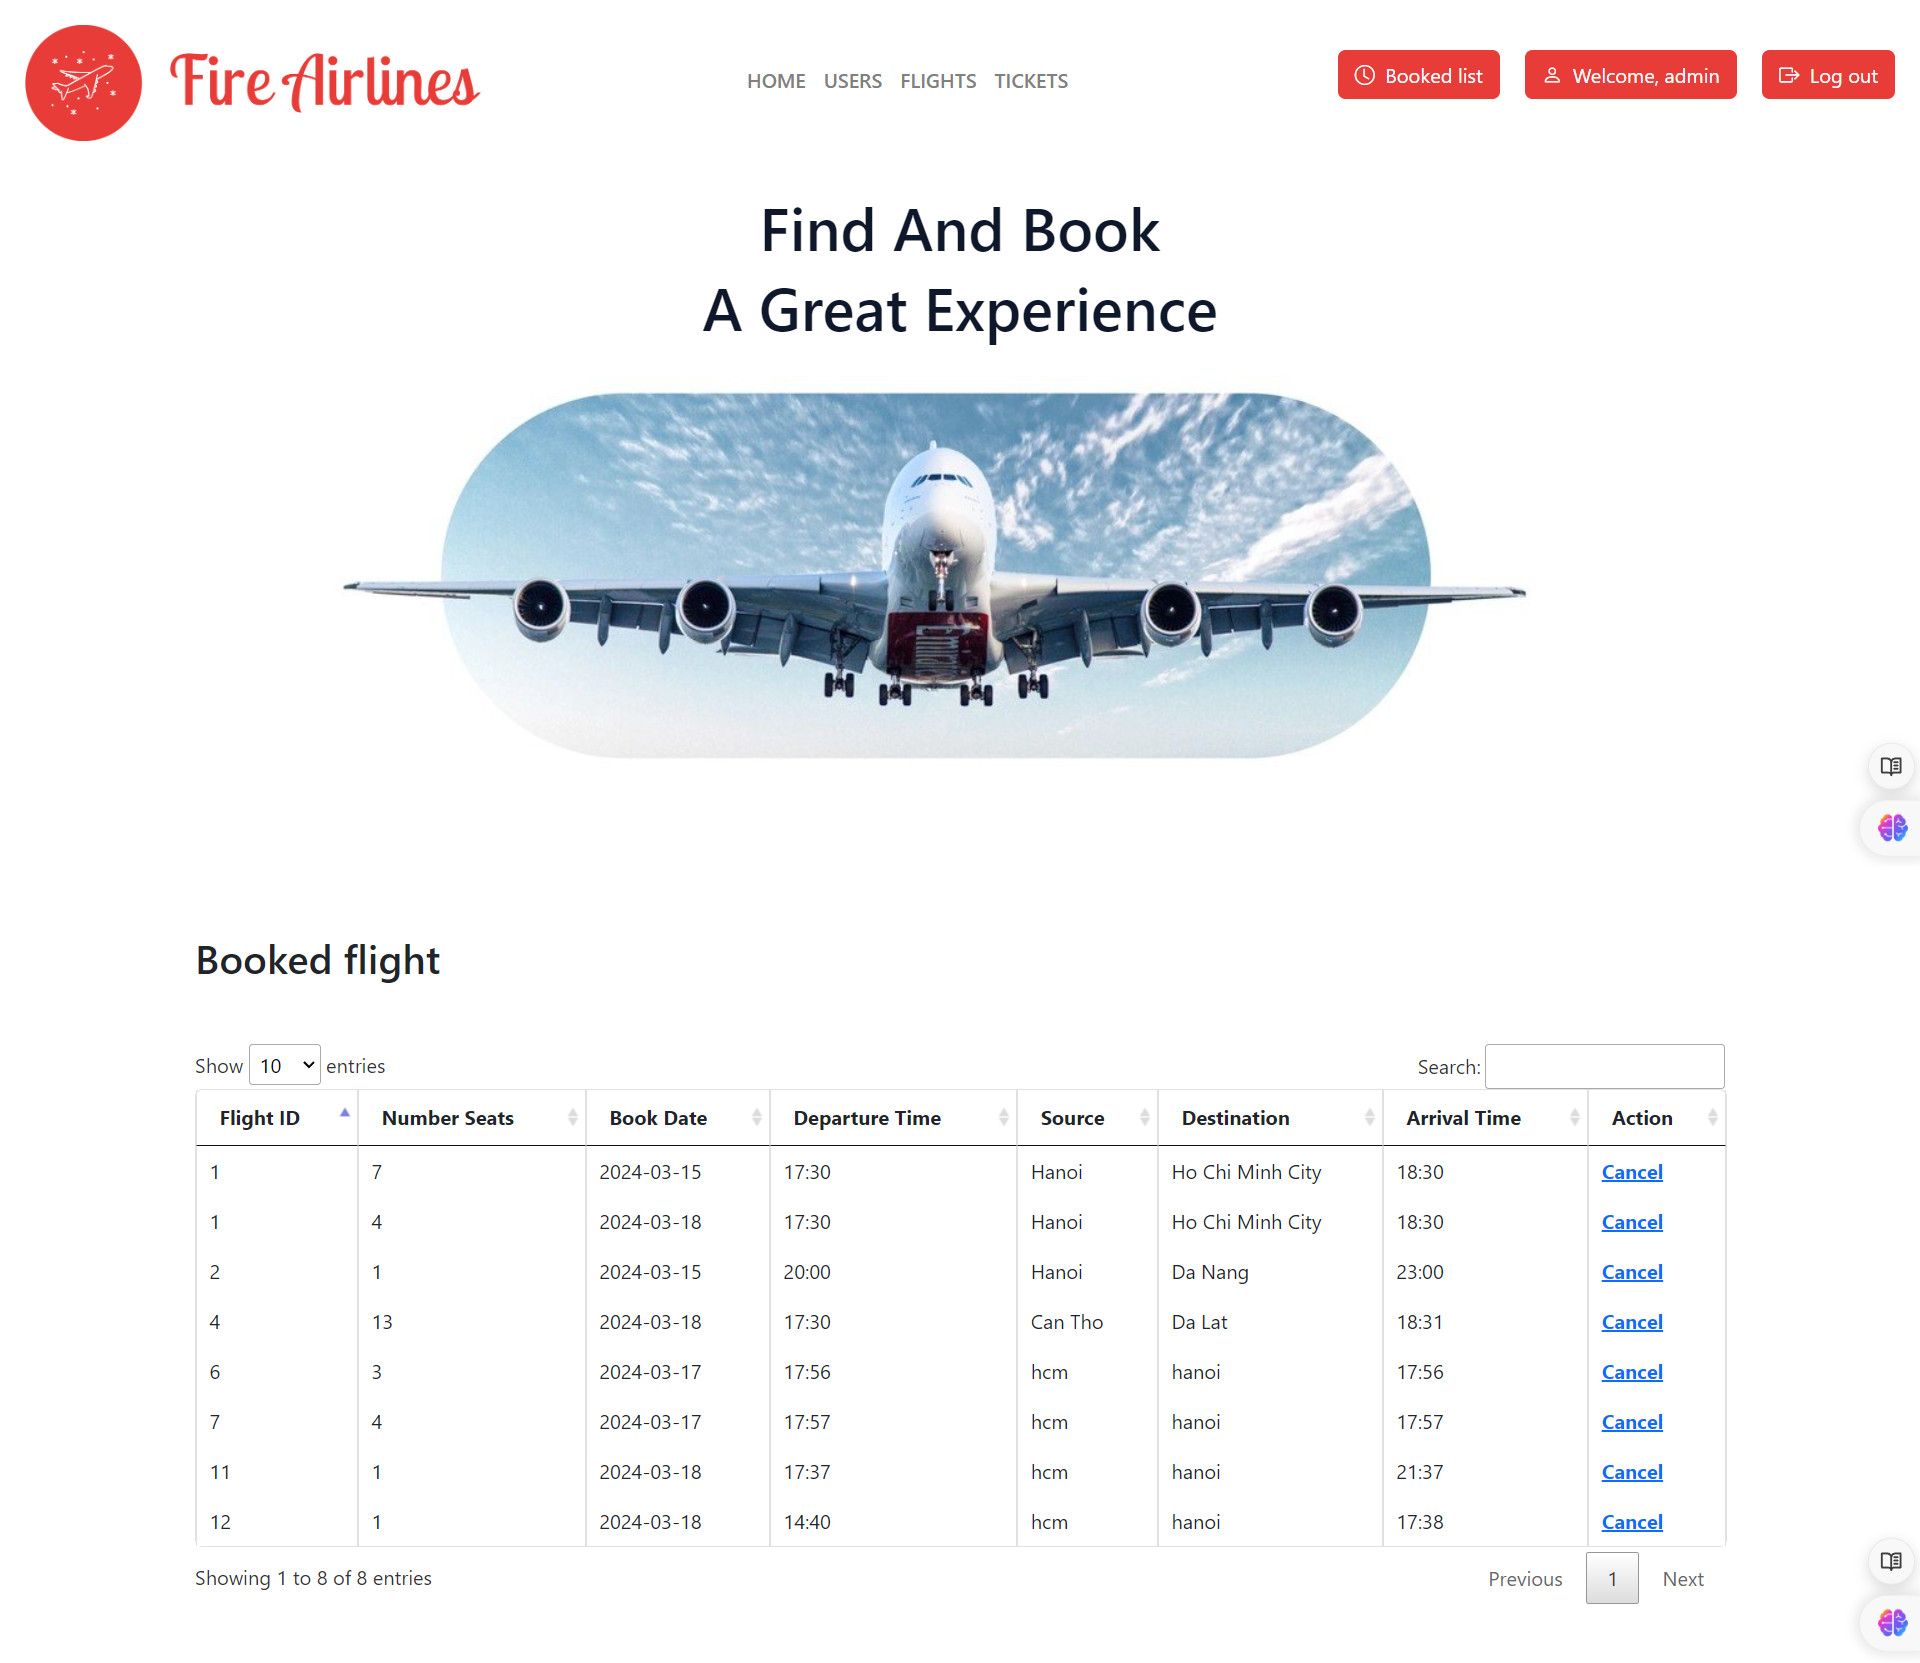 Fire Airlines
HOME USERS FLIGHTS TICKETS
Booked list
Welcome, admin
Log out
Find And Book
A Great Experience
Booked flight
Show 10 entries
Search:
Flight ID Number Seats Book Date Departure Time Source Destination Arrival Time Action
1 7 2024-03-15 17:30 Hanoi Ho Chi Minh City 18:30 Cancel
1 4 2024-03-18 17:30 Hanoi Ho Chi Minh City 18:30 Cancel
2 1 2024-03-15 20:00 Hanoi Da Nang 23:00 Cancel
4 13 2024-03-18 17:30 Can Tho Da Lat 18:31 Cancel
6 3 2024-03-17 17:56 hcm hanoi 17:56 Cancel
7 4 2024-03-17 17:57 hcm hanoi 17:57 Cancel
11 1 2024-03-18 17:37 hcm hanoi 21:37 Cancel
12 1 2024-03-18 14:40 hcm hanoi 17:38 Cancel
Showing 1 to 8 of 8 entries
Previous 1 Next